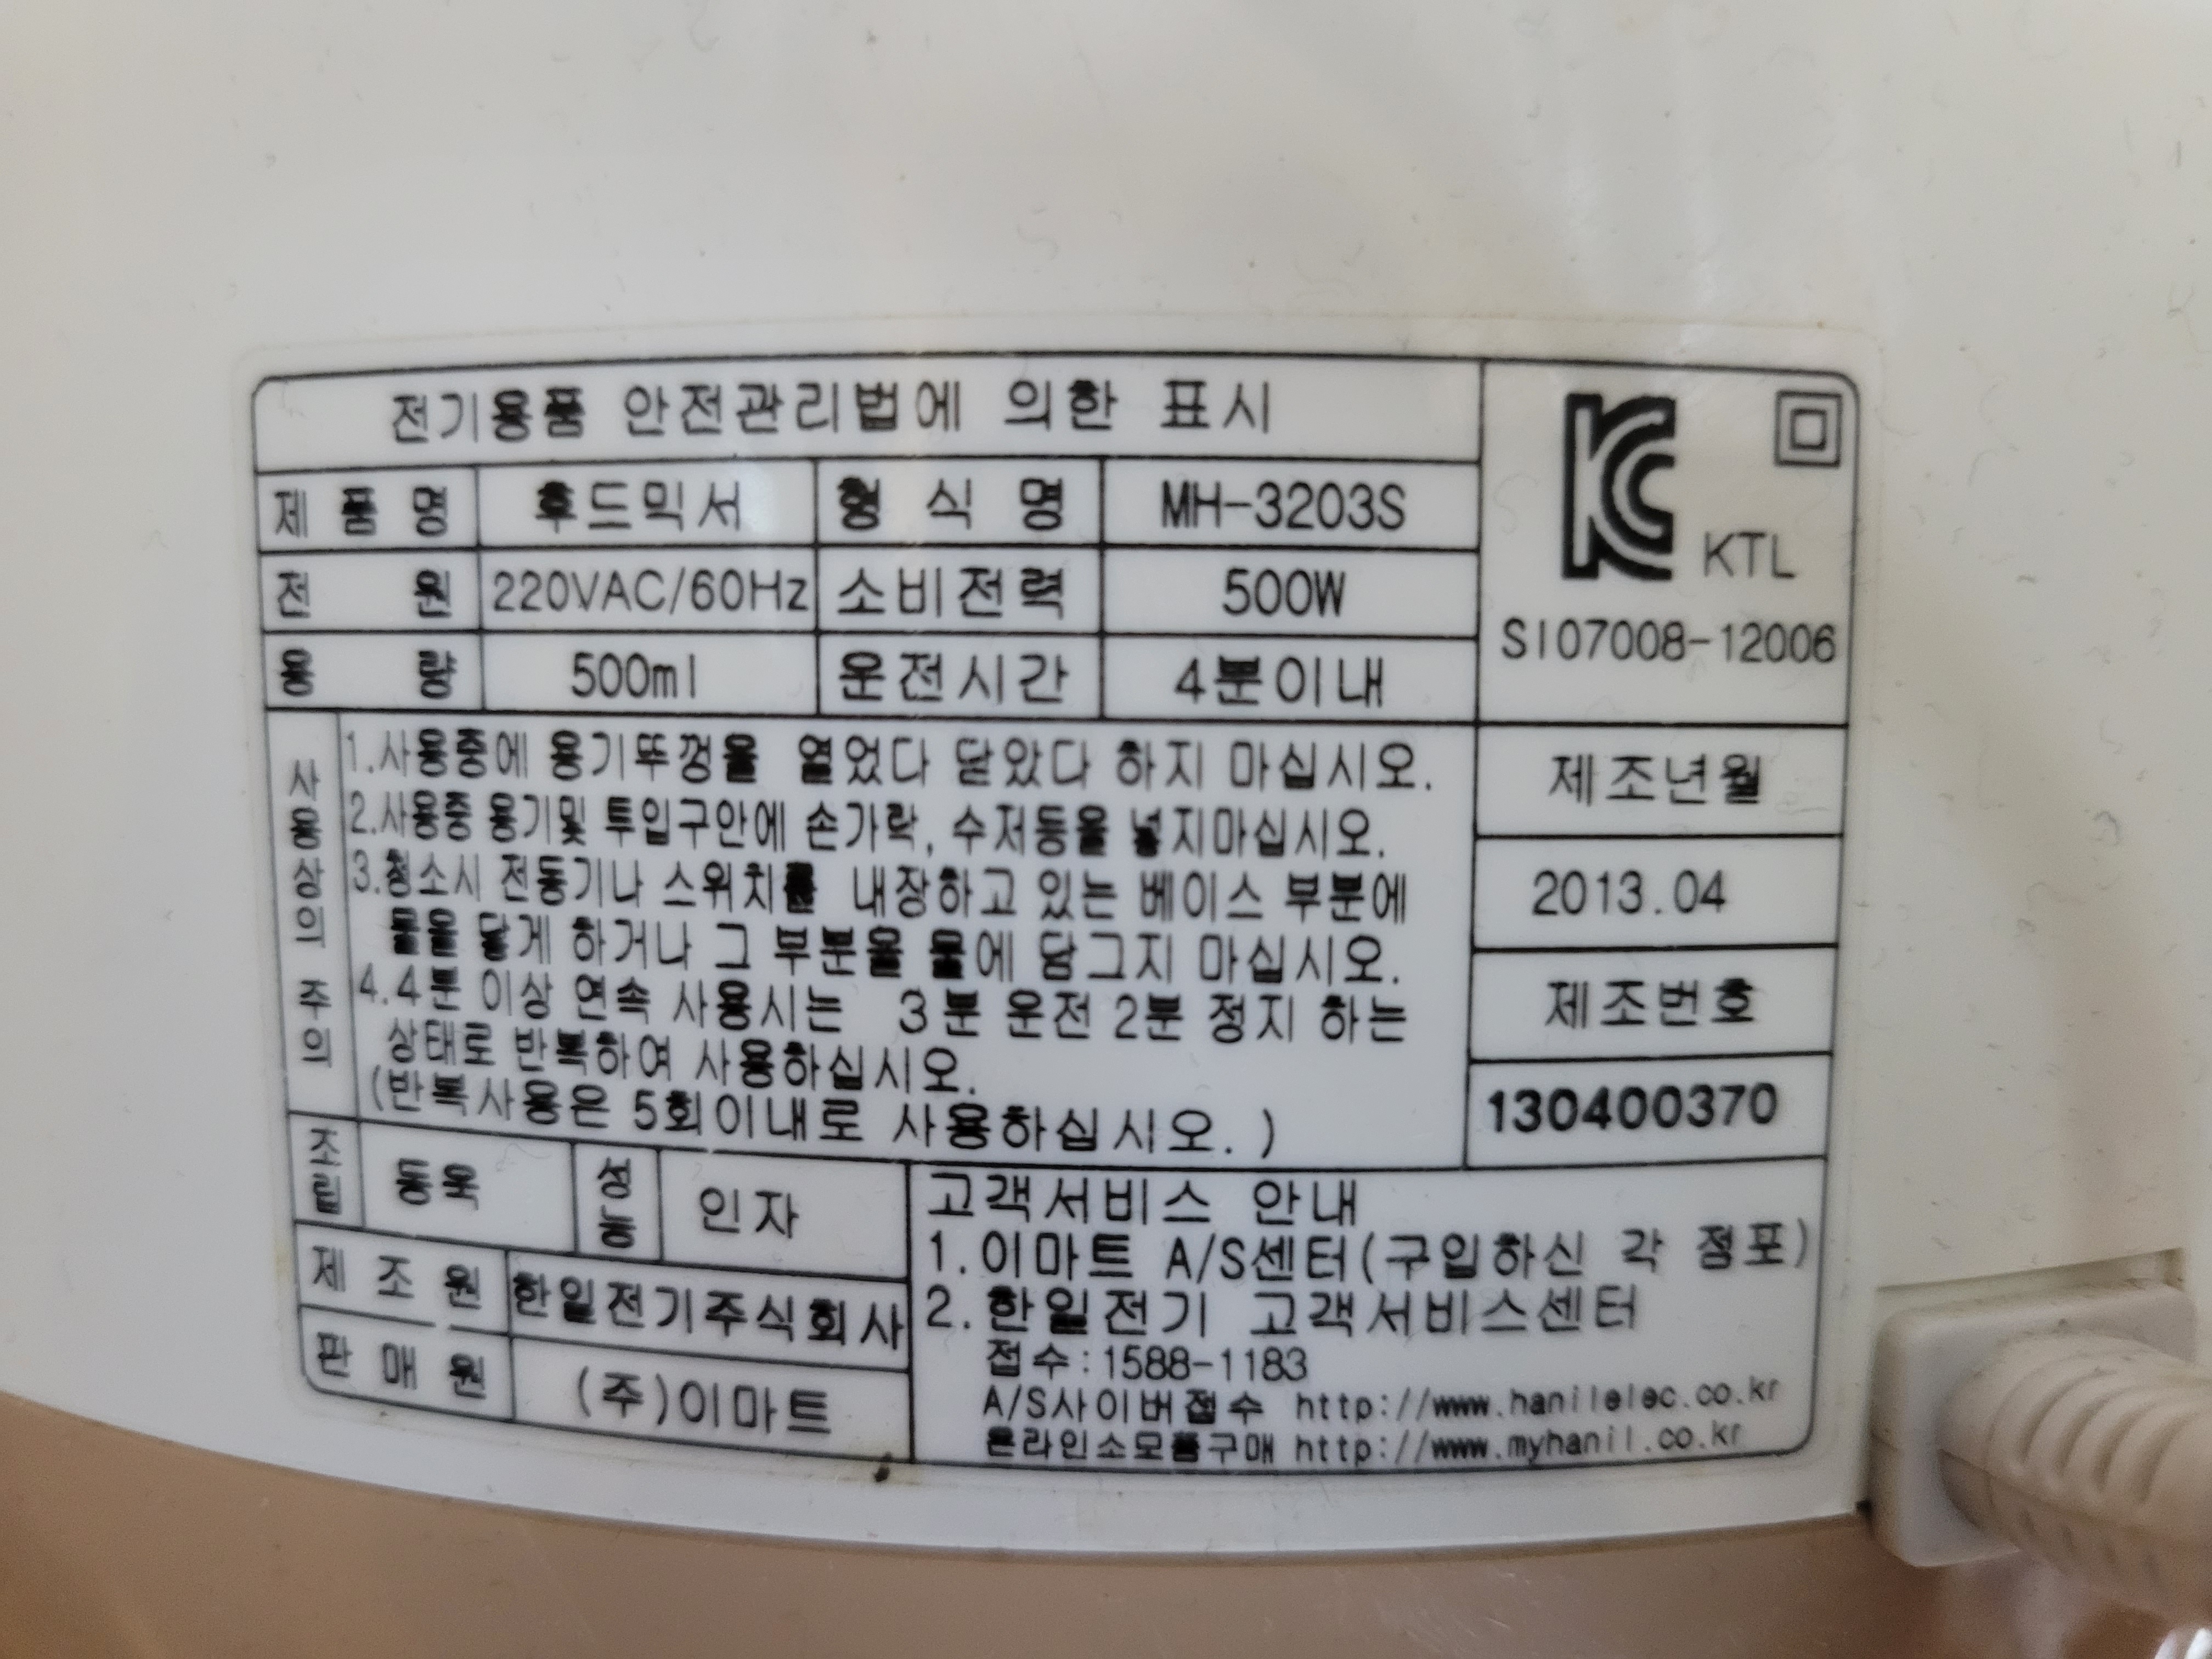 전기용품 안전관리법에 의한 표시
KC KTL
SI07008-12006
제품명 후드믹서 형식명 MH-3203S
전원 220VAC/60Hz 소비전력 500W
용량 500ml 운전시간 4분이내
사용상의 주의
1.사용중에 용기뚜껑을 열었다 닫았다 하지 마십시오.
2.사용중 용기및 투입구안에 손가락, 수저등을 넣지마십시오.
3.청소시 전동기나 스위치를 내장하고 있는 베이스 부분에
물을 닿게 하거나 그 부분을 물에 담그지 마십시오.
4.4분 이상 연속 사용시는 3분 운전 2분 정지 하는
상태로 반복하여 사용하십시오.
(반복사용은 5회이내로 사용하십시오.)
제조년월
2013.04
제조번호
130400370
조립 동욱 성능 인자
제조원 한일전기주식회사
판매원 (주)이마트
고객서비스 안내
1.이마트 A/S센터(구입하신 각 점포)
2.한일전기 고객서비스센터
접수:1588-1183
A/S사이버접수 http://www.hanilelec.co.kr
온라인소모품구매 http://www.myhanil.co.kr